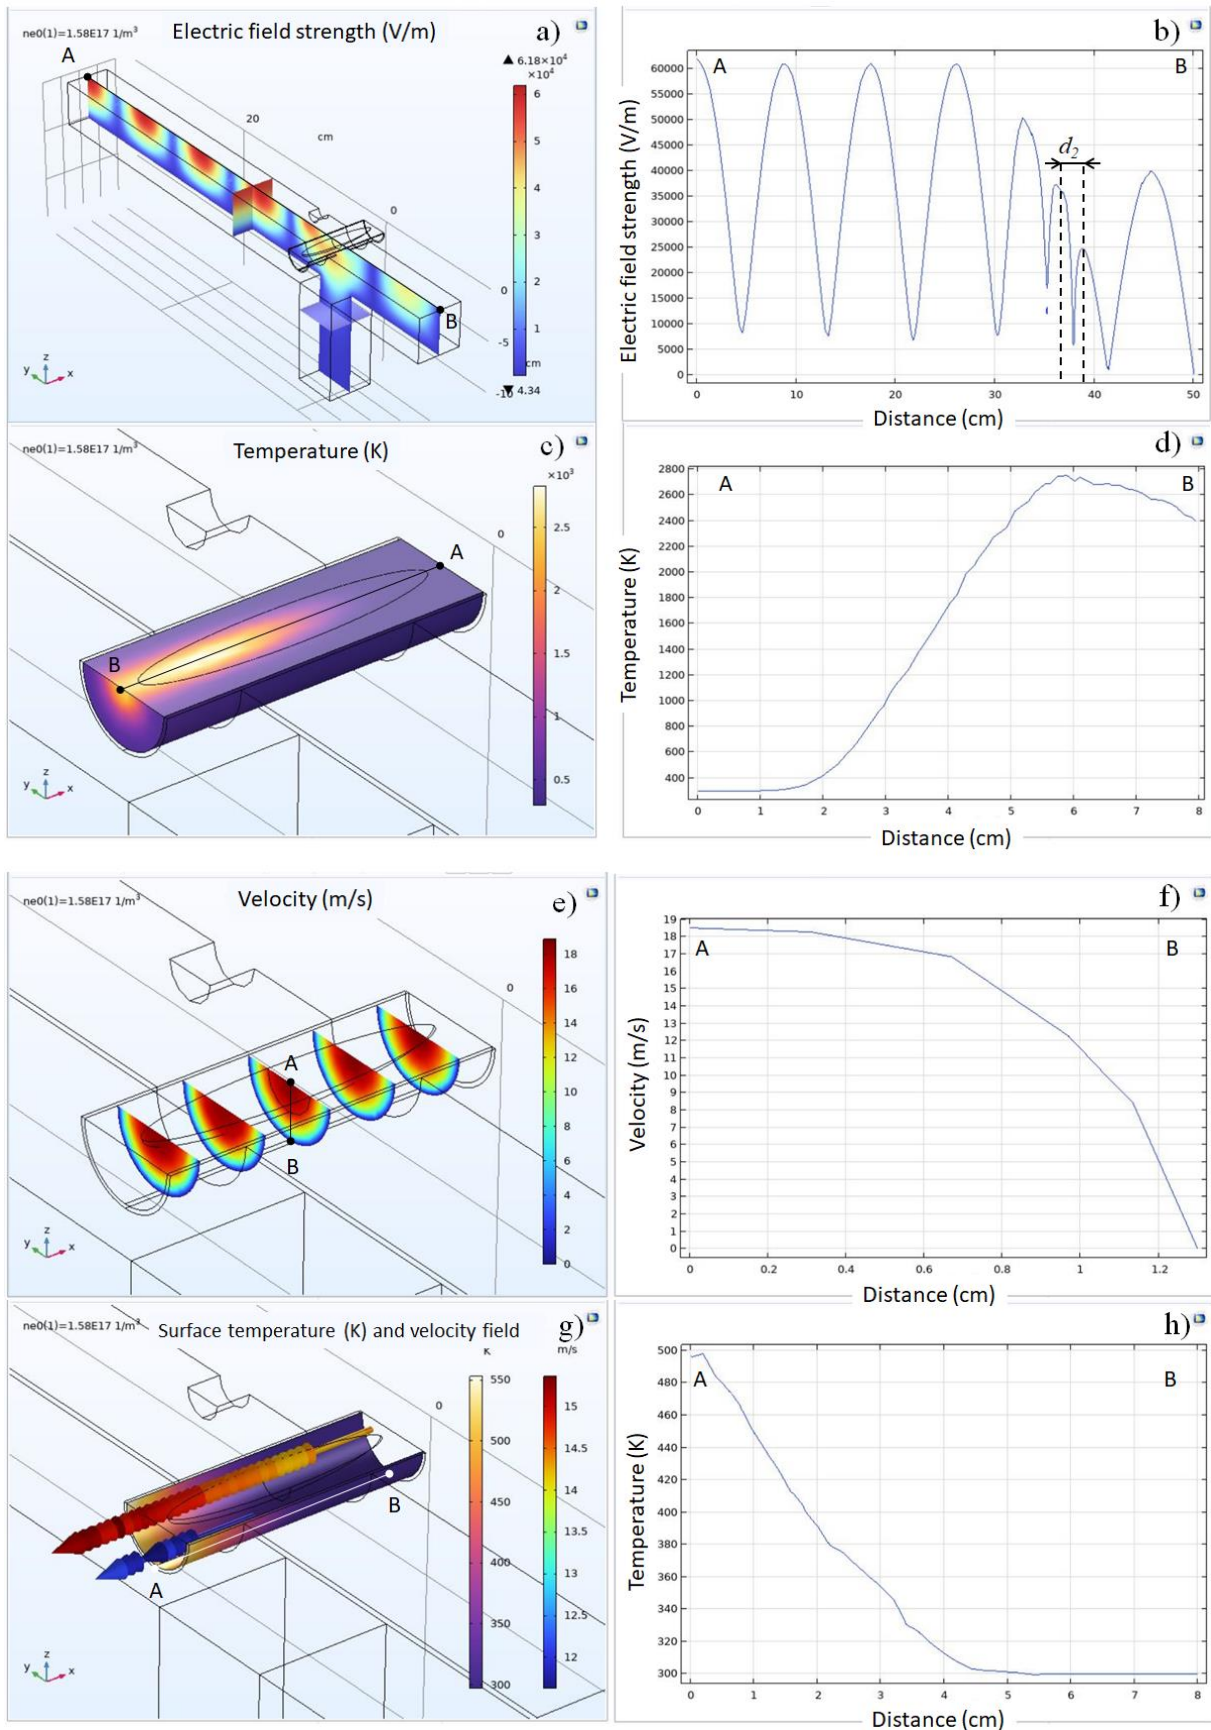 ne0(1)=1.58E17 1/m³
Electric field strength (V/m)
a)
A
▲ 6.18×10⁴
×10⁴
6
5
4
3
2
1
▼ 4.34
20
cm
0
0
-5
cm
B
z
y
x
b)
A
B
d₂
Electric field strength (V/m)
60000
55000
50000
45000
40000
35000
30000
25000
20000
15000
10000
5000
0
0 10 20 30 40 50
Distance (cm)
ne0(1)=1.58E17 1/m³
Temperature (K)
c)
×10³
2.5
2
1.5
1
0.5
0
A
B
z
y
x
d)
A
B
Temperature (K)
2800
2600
2400
2200
2000
1800
1600
1400
1200
1000
800
600
400
0 1 2 3 4 5 6 7 8
Distance (cm)
ne0(1)=1.58E17 1/m³
Velocity (m/s)
e)
18
16
14
12
10
8
6
4
2
0
0
A
B
z
y
x
f)
A
B
Velocity (m/s)
19
18
17
16
15
14
13
12
11
10
9
8
7
6
5
4
3
2
1
0
0 0.2 0.4 0.6 0.8 1 1.2
Distance (cm)
ne0(1)=1.58E17 1/m³
Surface temperature (K) and velocity field
g)
K
m/s
550
500
450
400
350
300
15
14.5
14
13.5
13
12.5
12
0
B
A
z
y
x
h)
A
B
Temperature (K)
500
480
460
440
420
400
380
360
340
320
300
0 1 2 3 4 5 6 7 8
Distance (cm)